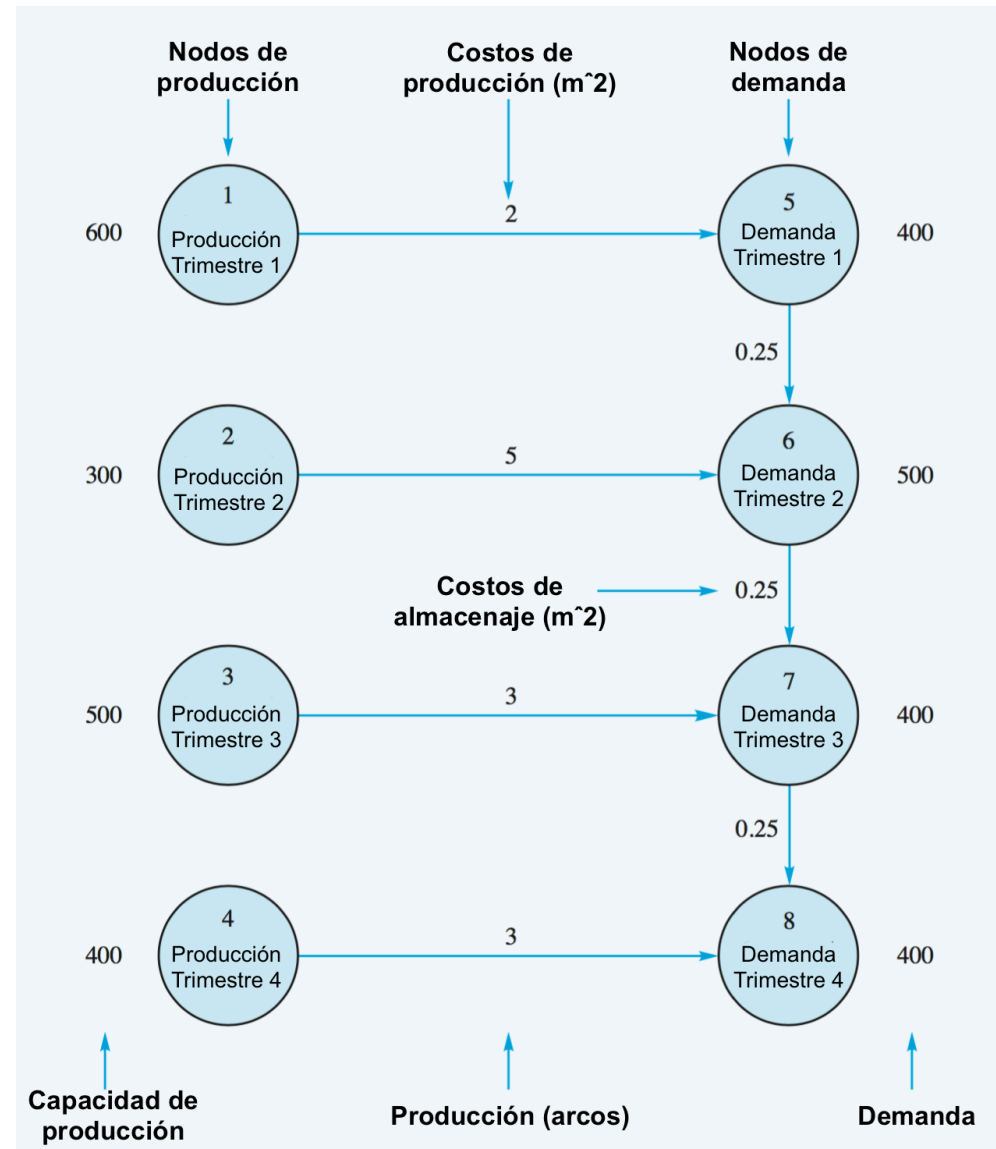 Nodos de
producción
Costos de
producción (mˆ2)
Nodos de
demanda
600
1
Producción
Trimestre 1
2
5
Demanda
Trimestre 1
400
0.25
300
2
Producción
Trimestre 2
5
6
Demanda
Trimestre 2
500
Costos de
almacenaje (mˆ2)
0.25
500
3
Producción
Trimestre 3
3
7
Demanda
Trimestre 3
400
0.25
400
4
Producción
Trimestre 4
3
8
Demanda
Trimestre 4
400
Capacidad de
producción
Producción (arcos)
Demanda